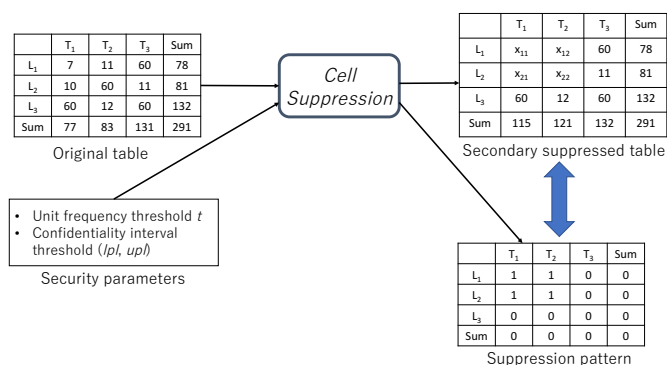 T1 T2 T3 Sum
L1 7 11 60 78
L2 10 60 11 81
L3 60 12 60 132
Sum 77 83 131 291
Original table
• Unit frequency threshold t
• Confidentiality interval
threshold (lpl, upl)
Security parameters
Cell
Suppression
T1 T2 T3 Sum
L1 x11 x12 60 78
L2 x21 x22 11 81
L3 60 12 60 132
Sum 115 121 132 291
Secondary suppressed table
T1 T2 T3 Sum
L1 1 1 0 0
L2 1 1 0 0
L3 0 0 0 0
Sum 0 0 0 0
Suppression pattern